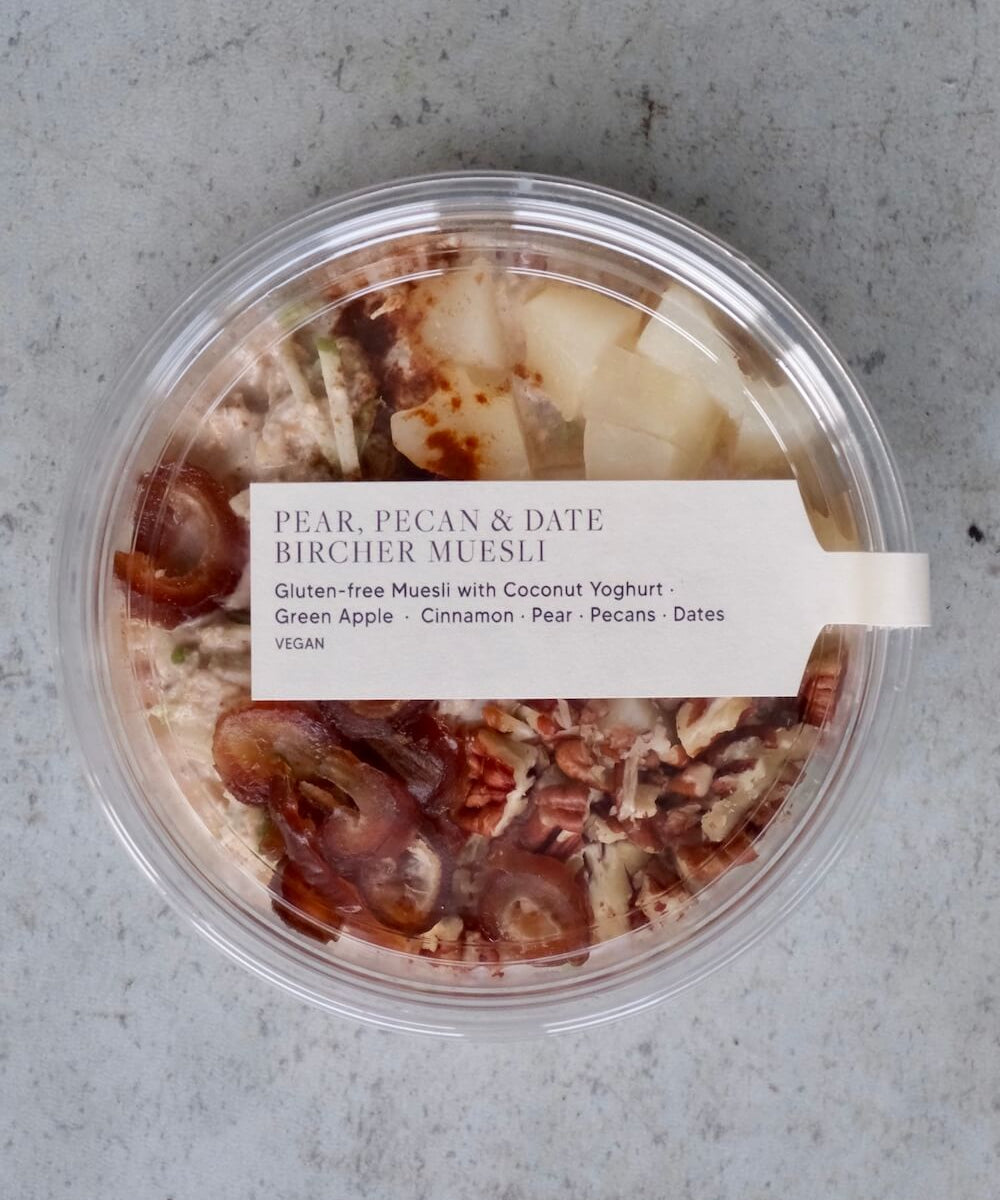 PEAR, PECAN & DATE
BIRCHER MUESLI
Gluten-free Muesli with Coconut Yoghurt ·
Green Apple · Cinnamon · Pear · Pecans · Dates
VEGAN